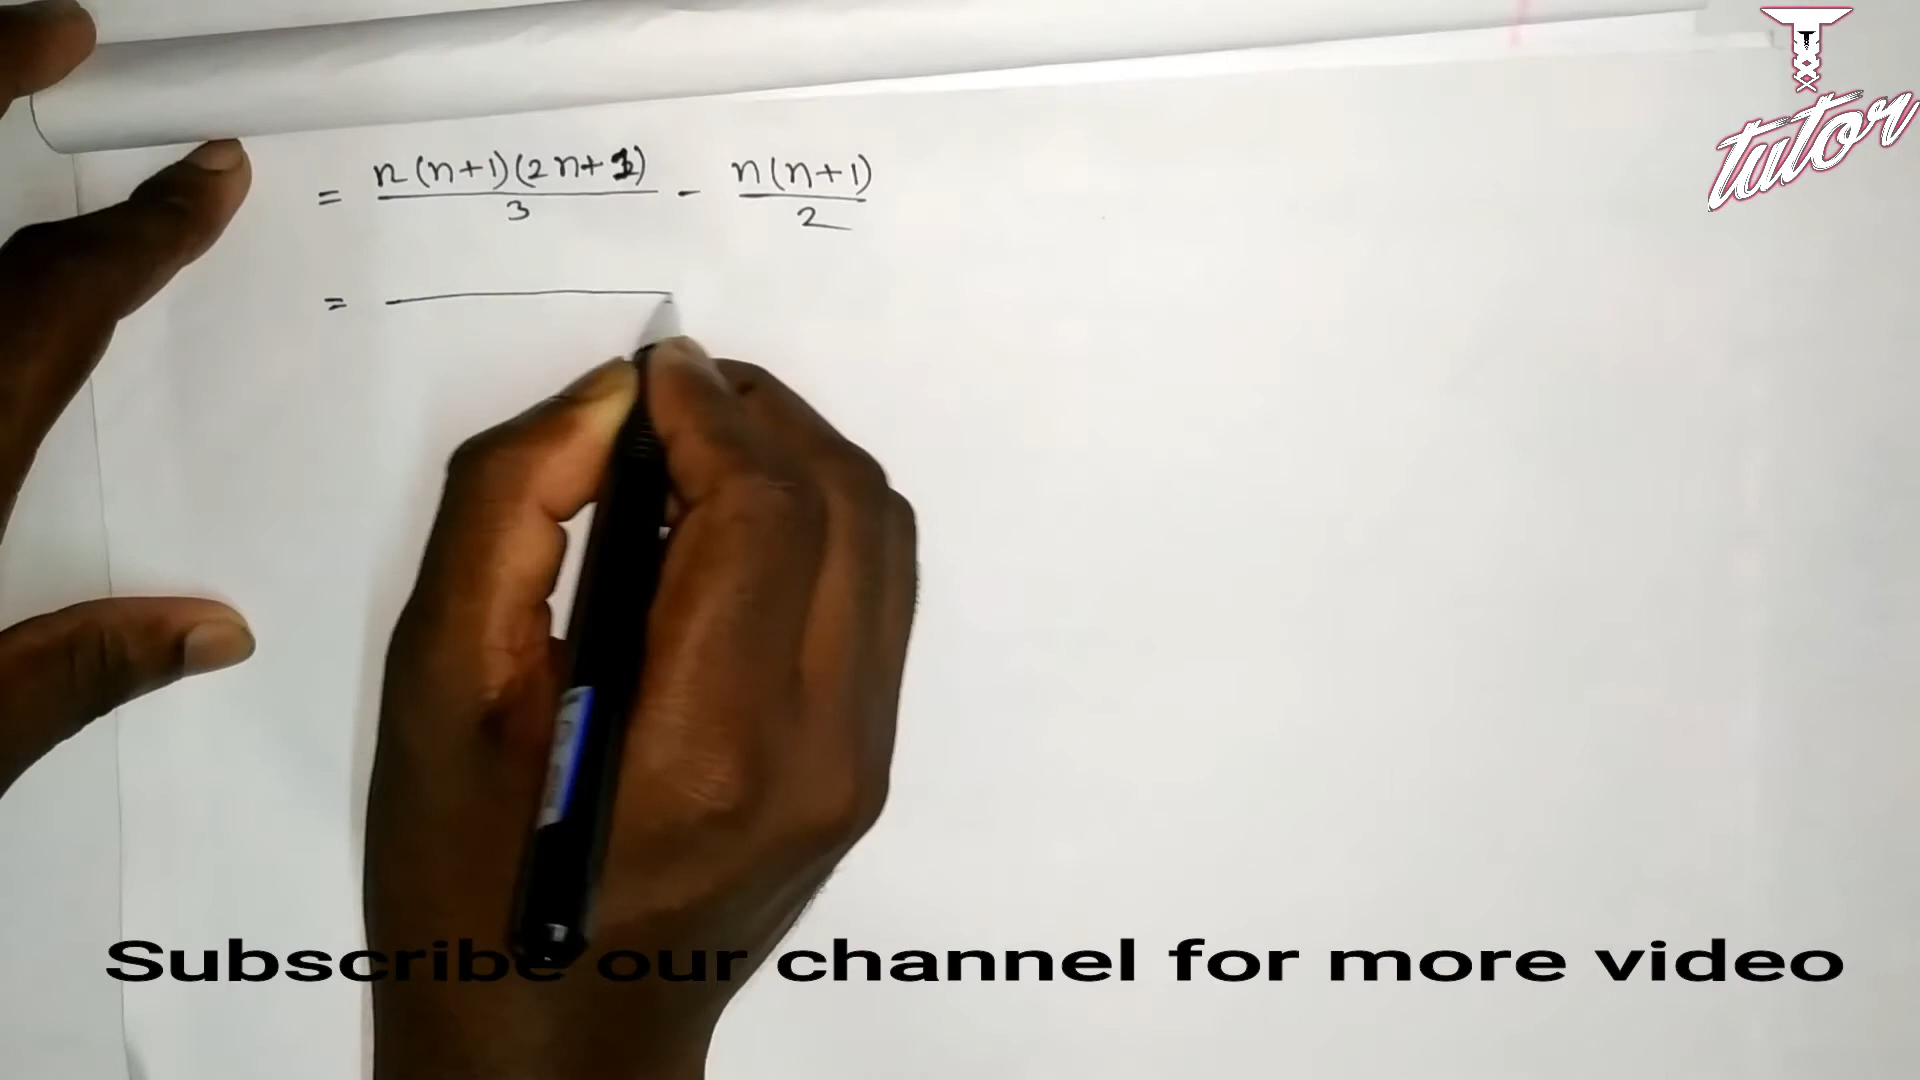 T
tutor
= n(n+1)(2n+1)/3 - n(n+1)/2
=
Subscribe our channel for more video